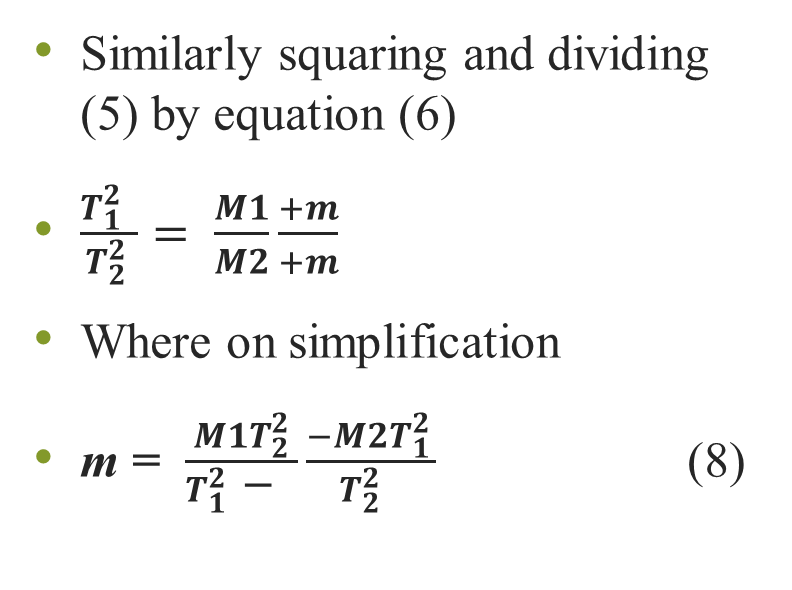 • Similarly squaring and dividing
(5) by equation (6)
• T₁²/T₂² = M1/M2 +m/+m
• Where on simplification
• m = M1T₂²/T₁² − −M2T₁²/T₂² (8)